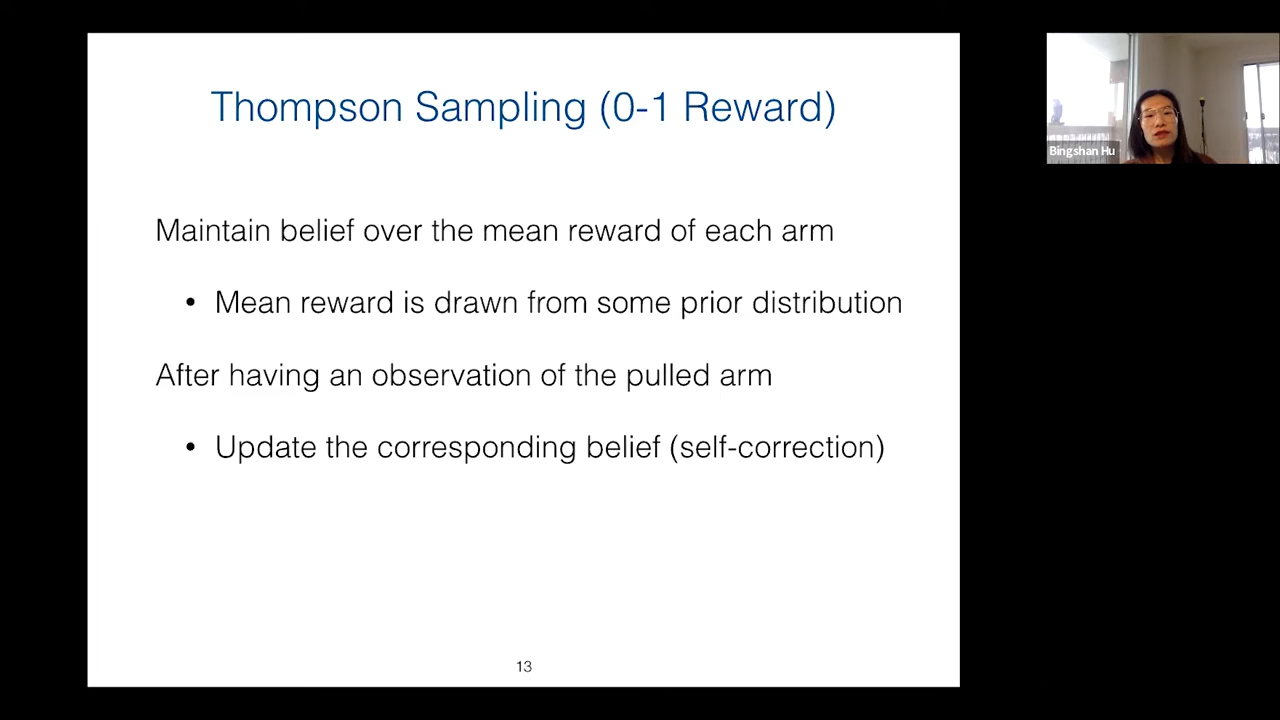 Thompson Sampling (0-1 Reward)
Bingshan Hu
Maintain belief over the mean reward of each arm
• Mean reward is drawn from some prior distribution
After having an observation of the pulled arm
• Update the corresponding belief (self-correction)
13